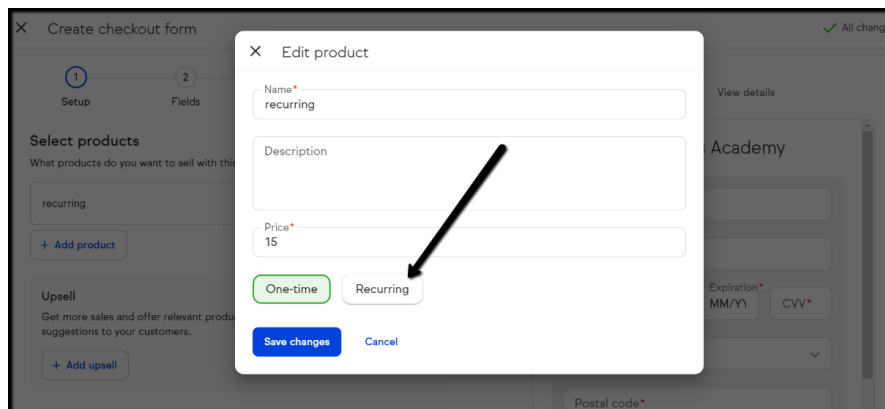 Create checkout form
All chang
1
2
Setup
Fields
Select products
What products do you want to sell with thi
recurring
+ Add product
Upsell
Get more sales and offer relevant produ
suggestions to your customers.
+ Add upsell
Edit product
Name*
recurring
Description
Price*
15
One-time
Recurring
Save changes
Cancel
View details
Academy
Expiration*
MM/YY
CVV*
Postal code*